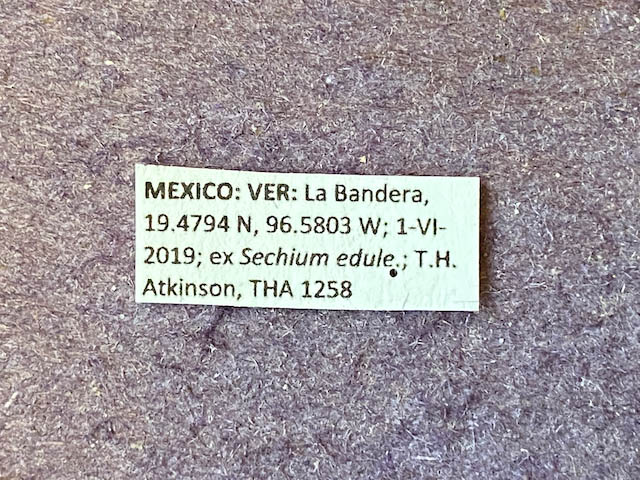 MEXICO: VER: La Bandera,
19.4794 N, 96.5803 W; 1-VI-
2019; ex Sechium edule.; T.H.
Atkinson, THA 1258